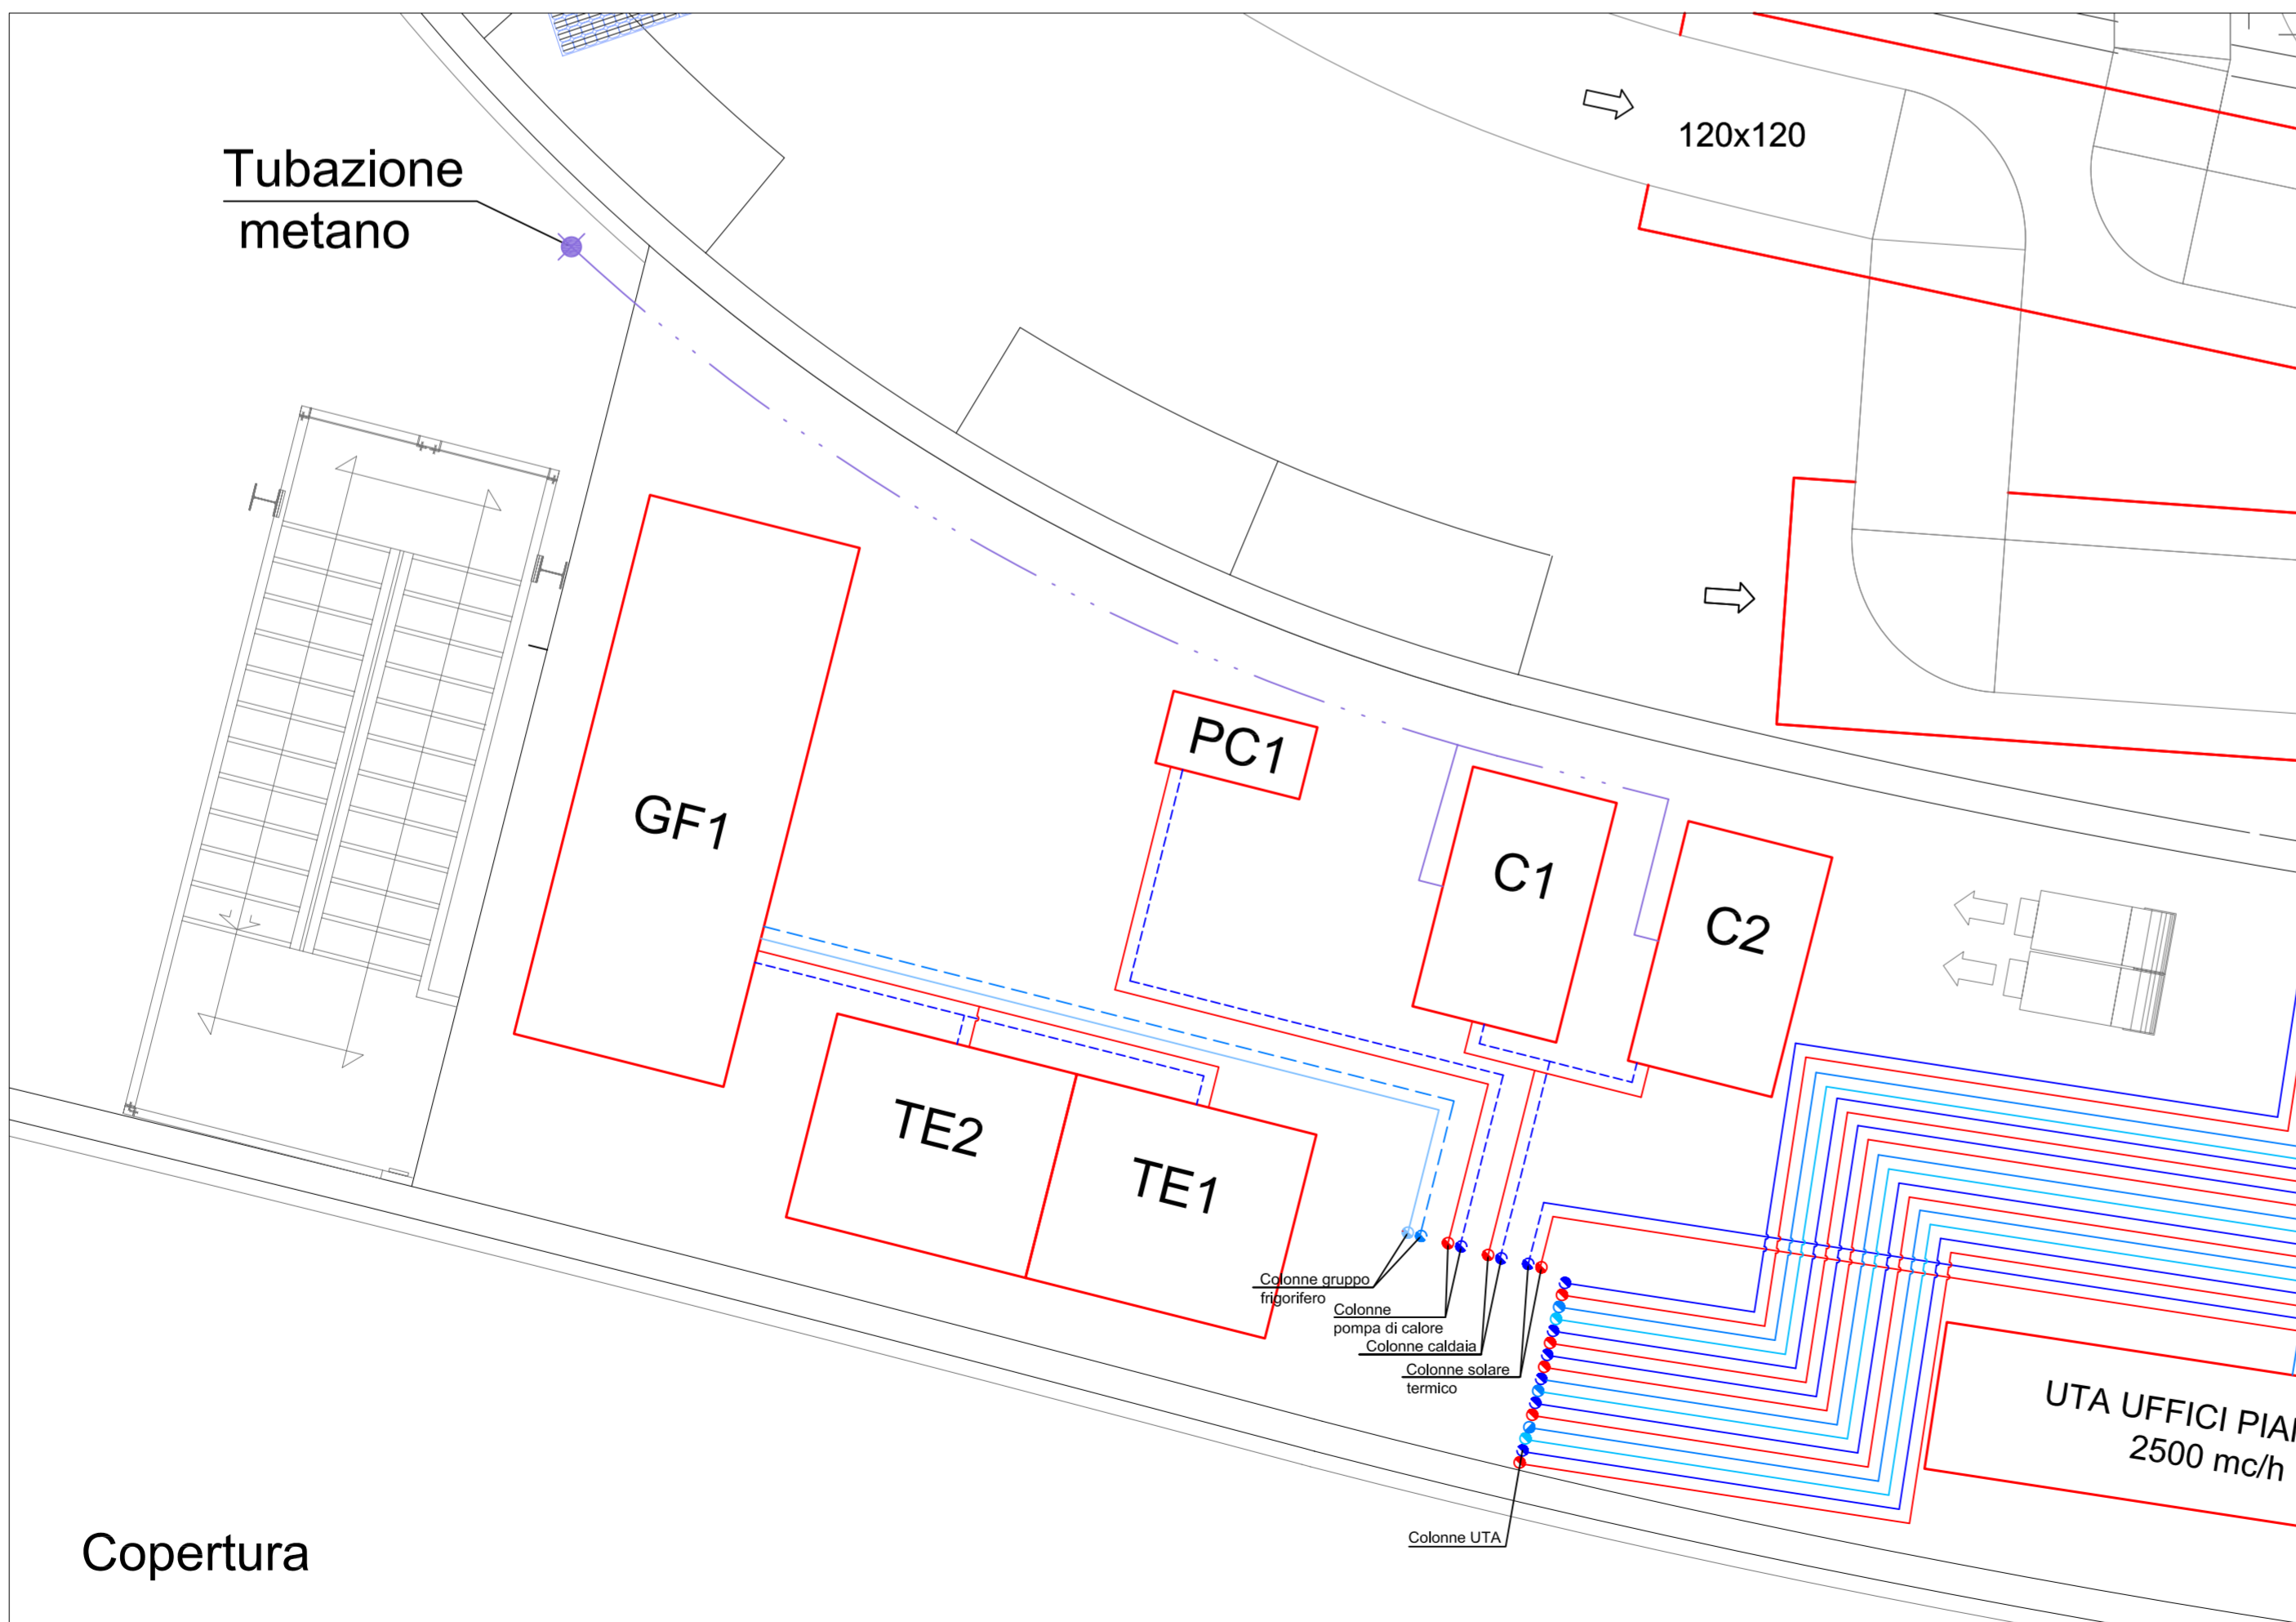 120x120
Tubazione
metano
PC1
GF1
C1
C2
TE2
TE1
Colonne gruppo
frigorifero
Colonne
pompa di calore
Colonne caldaia
Colonne solare
termico
UTA UFFICI PIA
2500 mc/h
Colonne UTA
Copertura